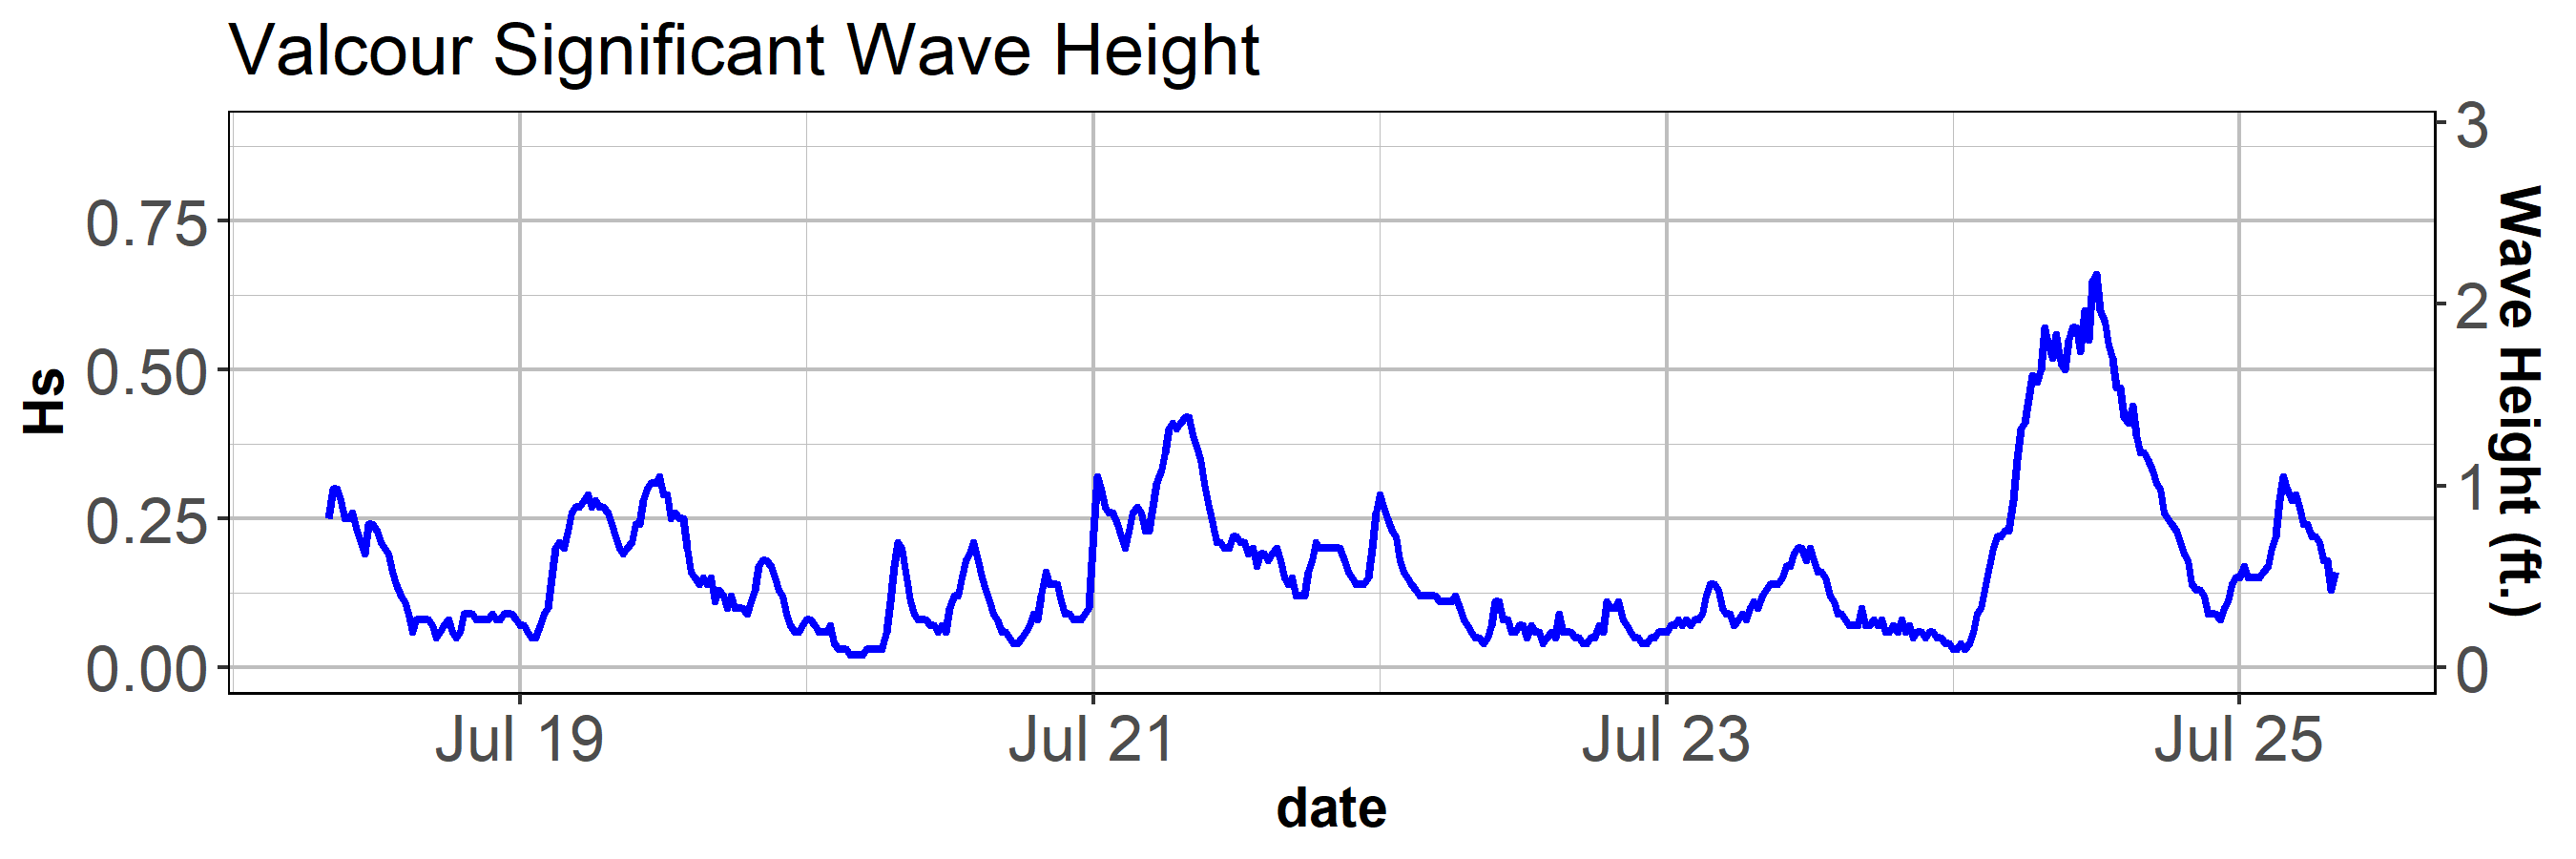 Valcour Significant Wave Height
Hs
0.75
0.50
0.25
0.00
3
2
1
0
Wave Height (ft.)
Jul 19
Jul 21
Jul 23
Jul 25
date